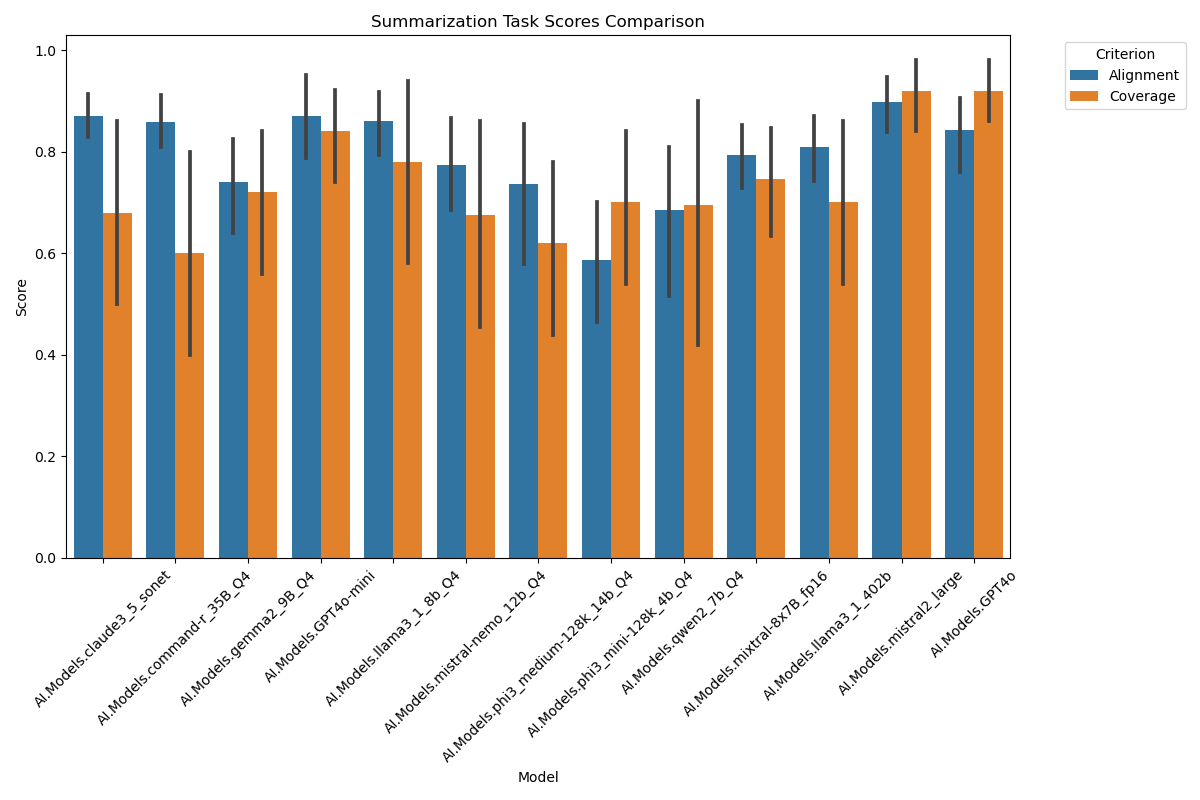 Summarization Task Scores Comparison
Criterion
Alignment
Coverage
Score
1.0
0.8
0.6
0.4
0.2
0.0
AI.Models.claude3_5_sonet
AI.Models.command-r_35B_Q4
AI.Models.gemma2_9B_Q4
AI.Models.GPT4o-mini
AI.Models.llama3_1_8b_Q4
AI.Models.mistral-nemo_12b_Q4
AI.Models.phi3_medium-128k_14b_Q4
AI.Models.phi3_mini-128k_4b_Q4
AI.Models.qwen2_7b_Q4
AI.Models.mixtral-8x7B_fp16
AI.Models.llama3_1_402b
AI.Models.mistral2_large
AI.Models.GPT4o
Model